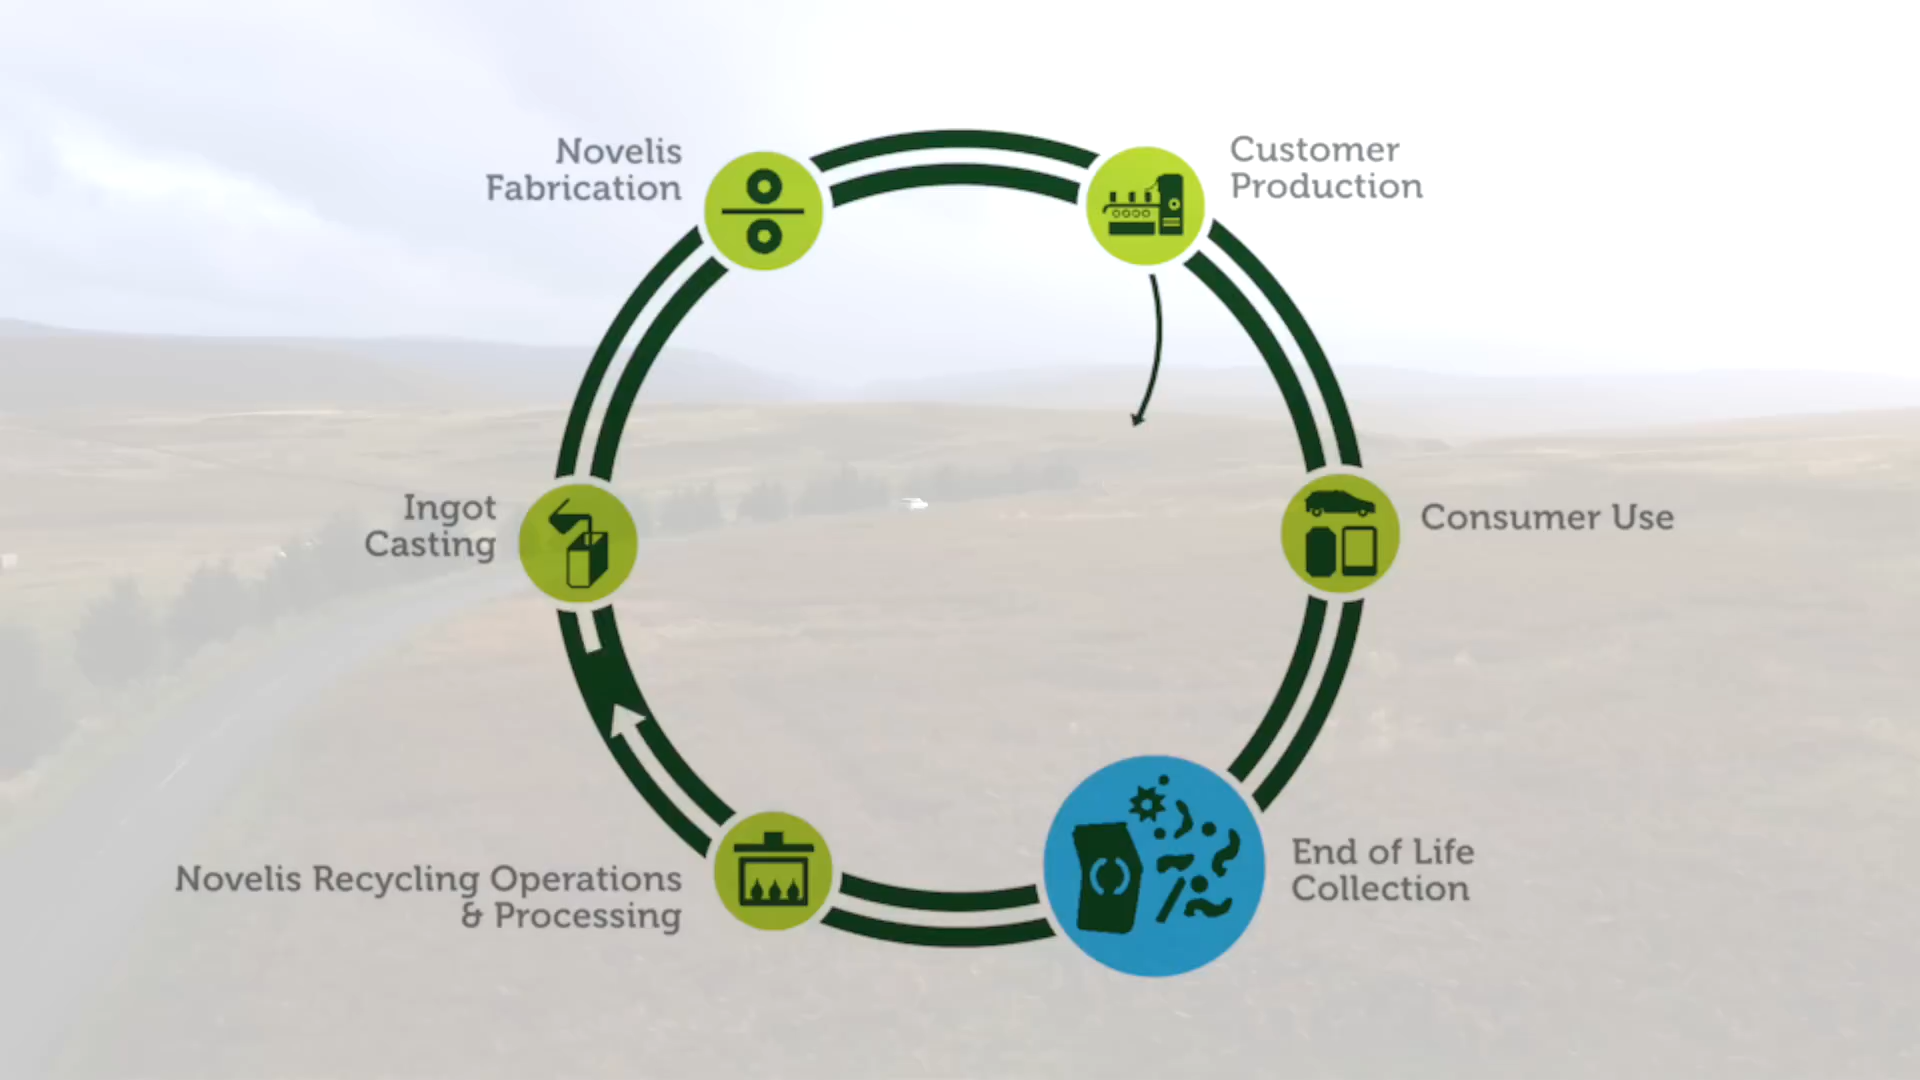 Novelis
Fabrication
Customer
Production
Ingot
Casting
Consumer Use
Novelis Recycling Operations
& Processing
End of Life
Collection